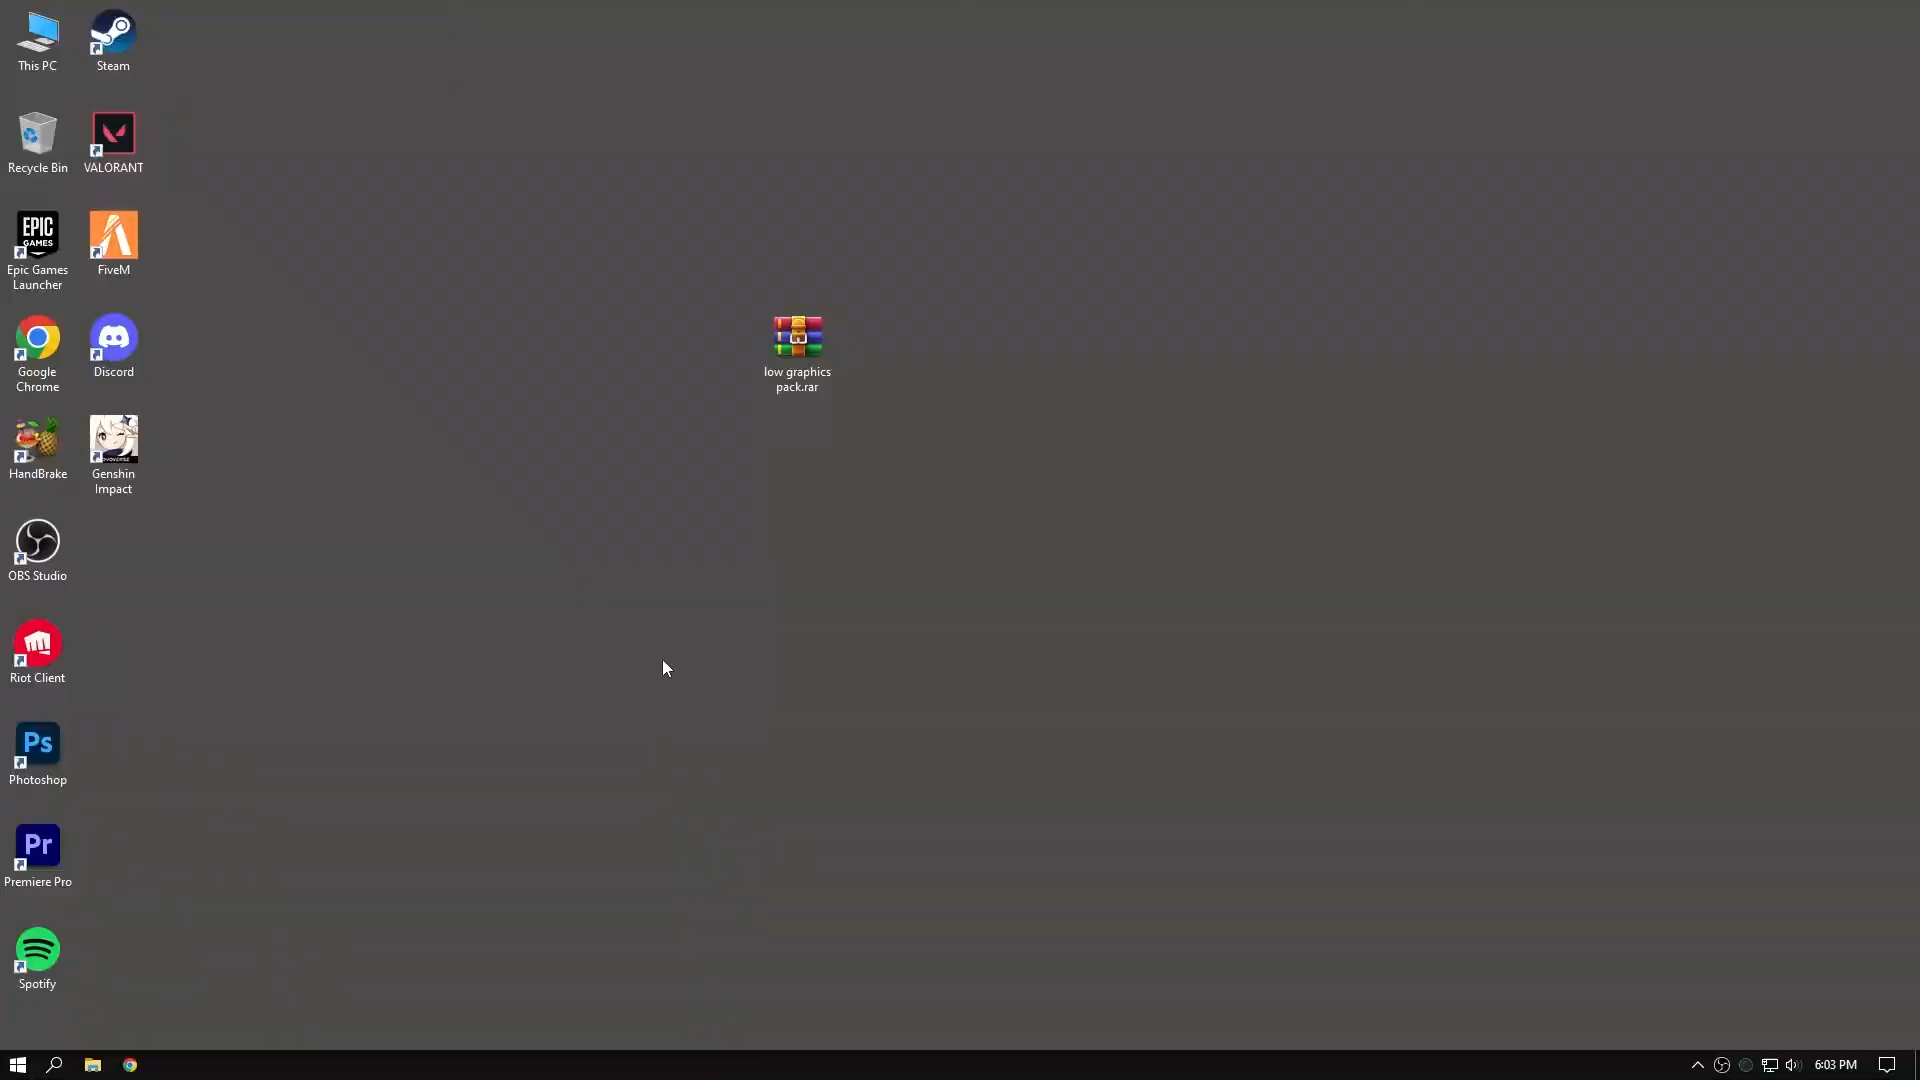 This PC
Steam
Recycle Bin
VALORANT
EPIC
GAMES
Epic Games
Launcher
FiveM
Google
Chrome
Discord
low graphics
pack.rar
HandBrake
Genshin
Impact
OBS Studio
Riot Client
Ps
Photoshop
Pr
Premiere Pro
Spotify
6:03 PM